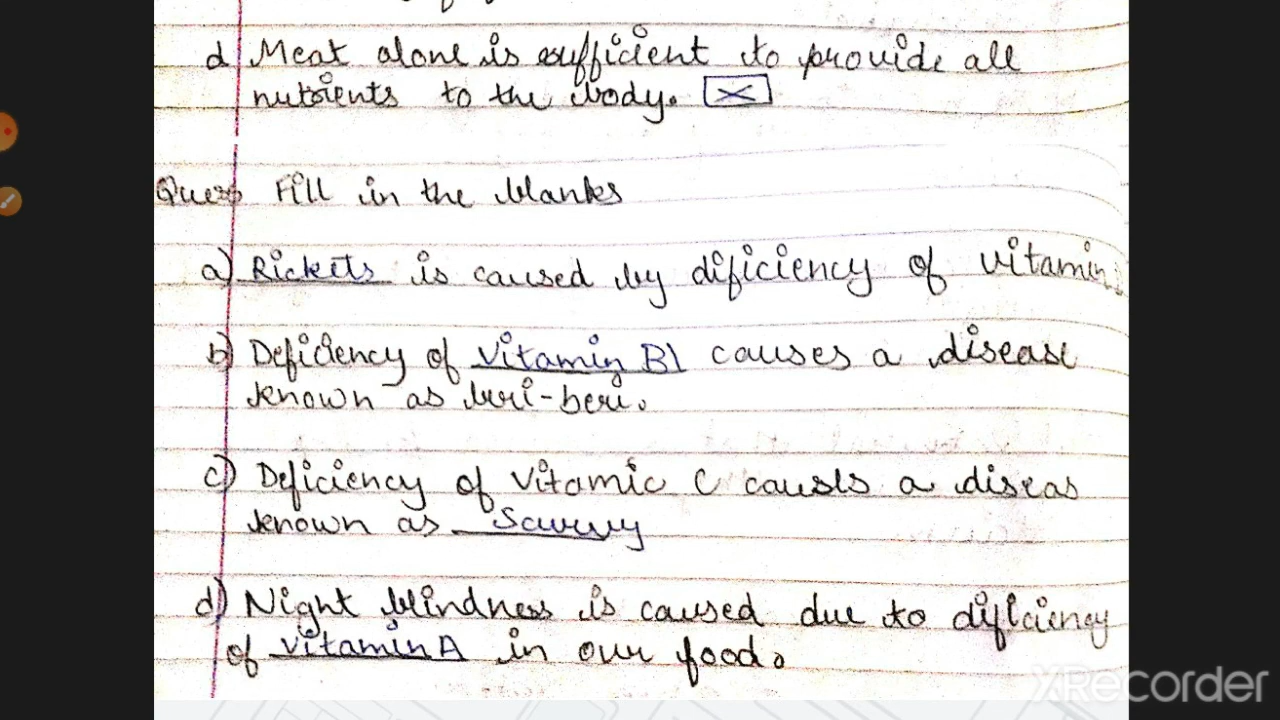 d Meat alone is sufficient to provide all
nutrients to the body. ☒
Fill in the blanks
a) Rickets is caused by dificiency of vitamin
b) Deficiency of vitamin B1 causes a disease
known as beri-beri.
c) Deficiency of Vitamic C causes a diseas
known as Scurvy
d) Night blindness is caused due to dificiency
of vitamin A in our food.
XRecorder